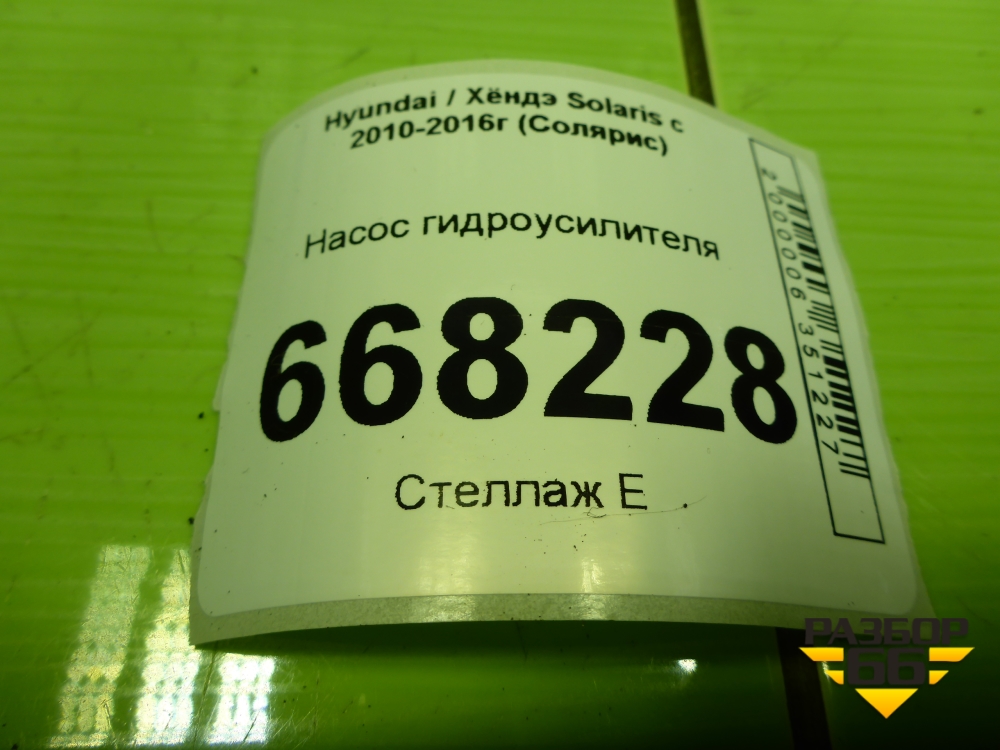 Hyundai / Хёндэ Solaris с
2010-2016г (Солярис)
Насос гидроусилителя
668228
Стеллаж Е
2000006351227
РАЗБОР
66